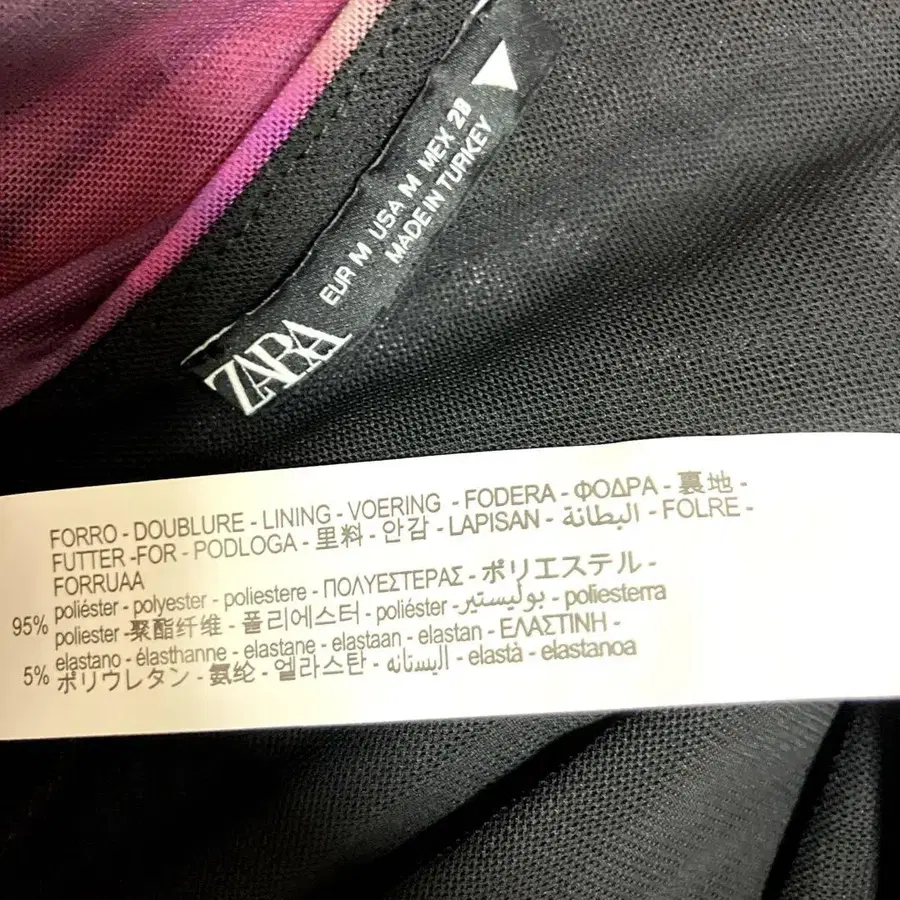 ZARA
EUR M USA M MEX 28
MADE IN TURKEY
FORRO - DOUBLURE - LINING - VOERING - FODERA - ΦΟΔΡΑ - 裏地 -
FUTTER -FOR - PODLOGA - 里料 - 안감 - LAPISAN - البطانة - FOLRE -
FORRUAA
95% poliéster - polyester - poliestere - ΠΟΛΥΕΣΤΕΡΑΣ - ポリエステル -
poliester -聚酯纤维 - 폴리에스터 - poliéster - بوليستير - poliesterra
5% elastano - élasthanne - elastane - elastaan - elastan - ΕΛΑΣΤΙΝΗ -
ポリウレタン - 氨纶 - 엘라스탄 - اليستانه - elastà - elastanoa